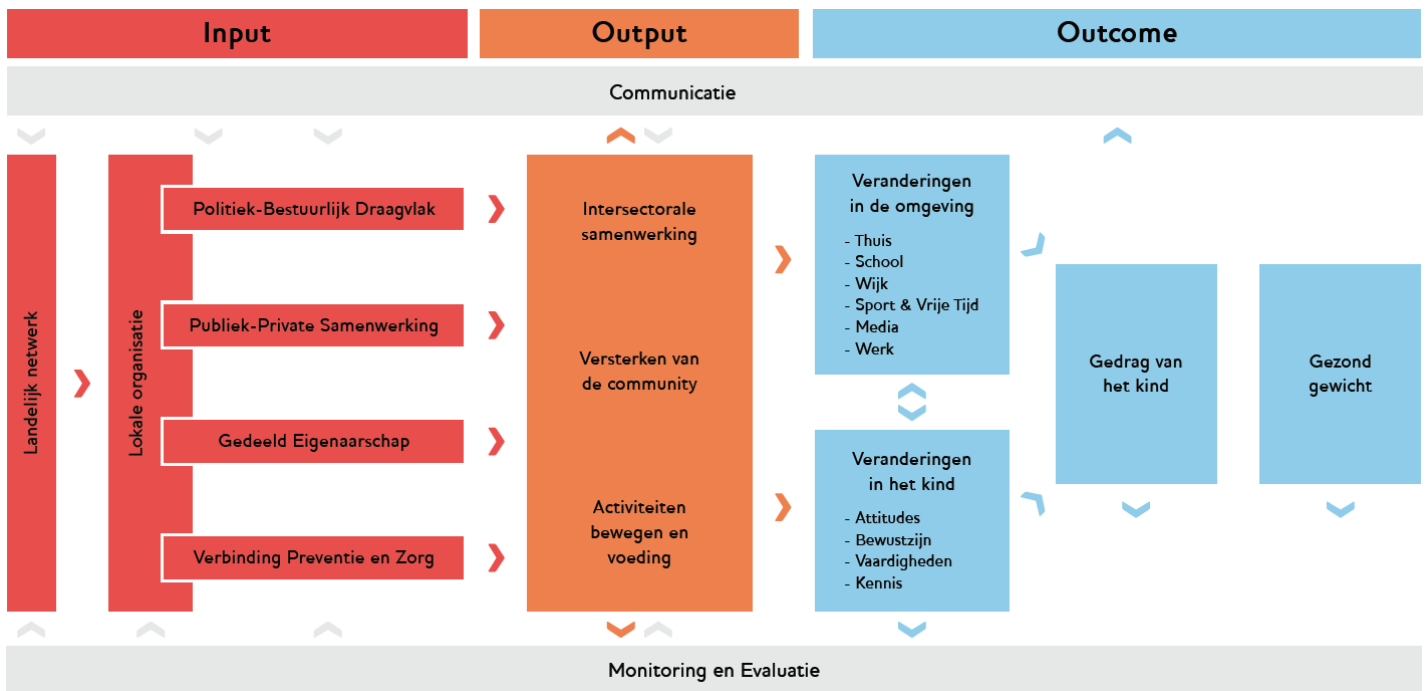 Input
Output
Outcome
Communicatie
Landelijk netwerk
Lokale organisatie
Politiek-Bestuurlijk Draagvlak
Publiek-Private Samenwerking
Gedeeld Eigenaarschap
Verbinding Preventie en Zorg
Intersectorale
samenwerking
Versterken van
de community
Activiteiten
bewegen en
voeding
Veranderingen
in de omgeving
- Thuis
- School
- Wijk
- Sport & Vrije Tijd
- Media
- Werk
Veranderingen
in het kind
- Attitudes
- Bewustzijn
- Vaardigheden
- Kennis
Gedrag van
het kind
Gezond
gewicht
Monitoring en Evaluatie